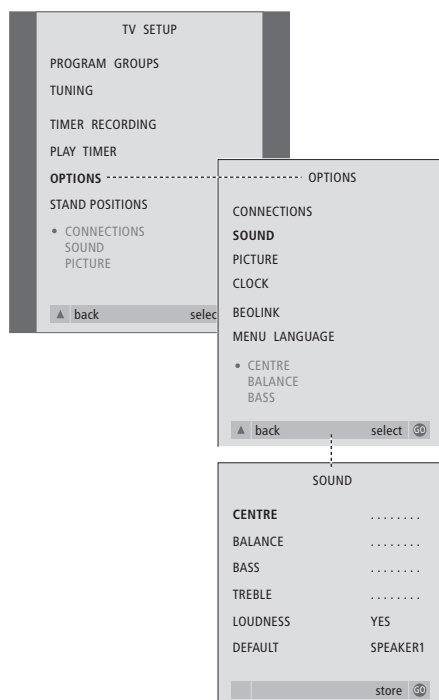 TV SETUP
PROGRAM GROUPS
TUNING
TIMER RECORDING
PLAY TIMER
OPTIONS
STAND POSITIONS
• CONNECTIONS
SOUND
PICTURE
▲ back selec
OPTIONS
CONNECTIONS
SOUND
PICTURE
CLOCK
BEOLINK
MENU LANGUAGE
• CENTRE
BALANCE
BASS
▲ back select GO
SOUND
CENTRE ........
BALANCE ........
BASS ........
TREBLE ........
LOUDNESS YES
DEFAULT SPEAKER1
store GO